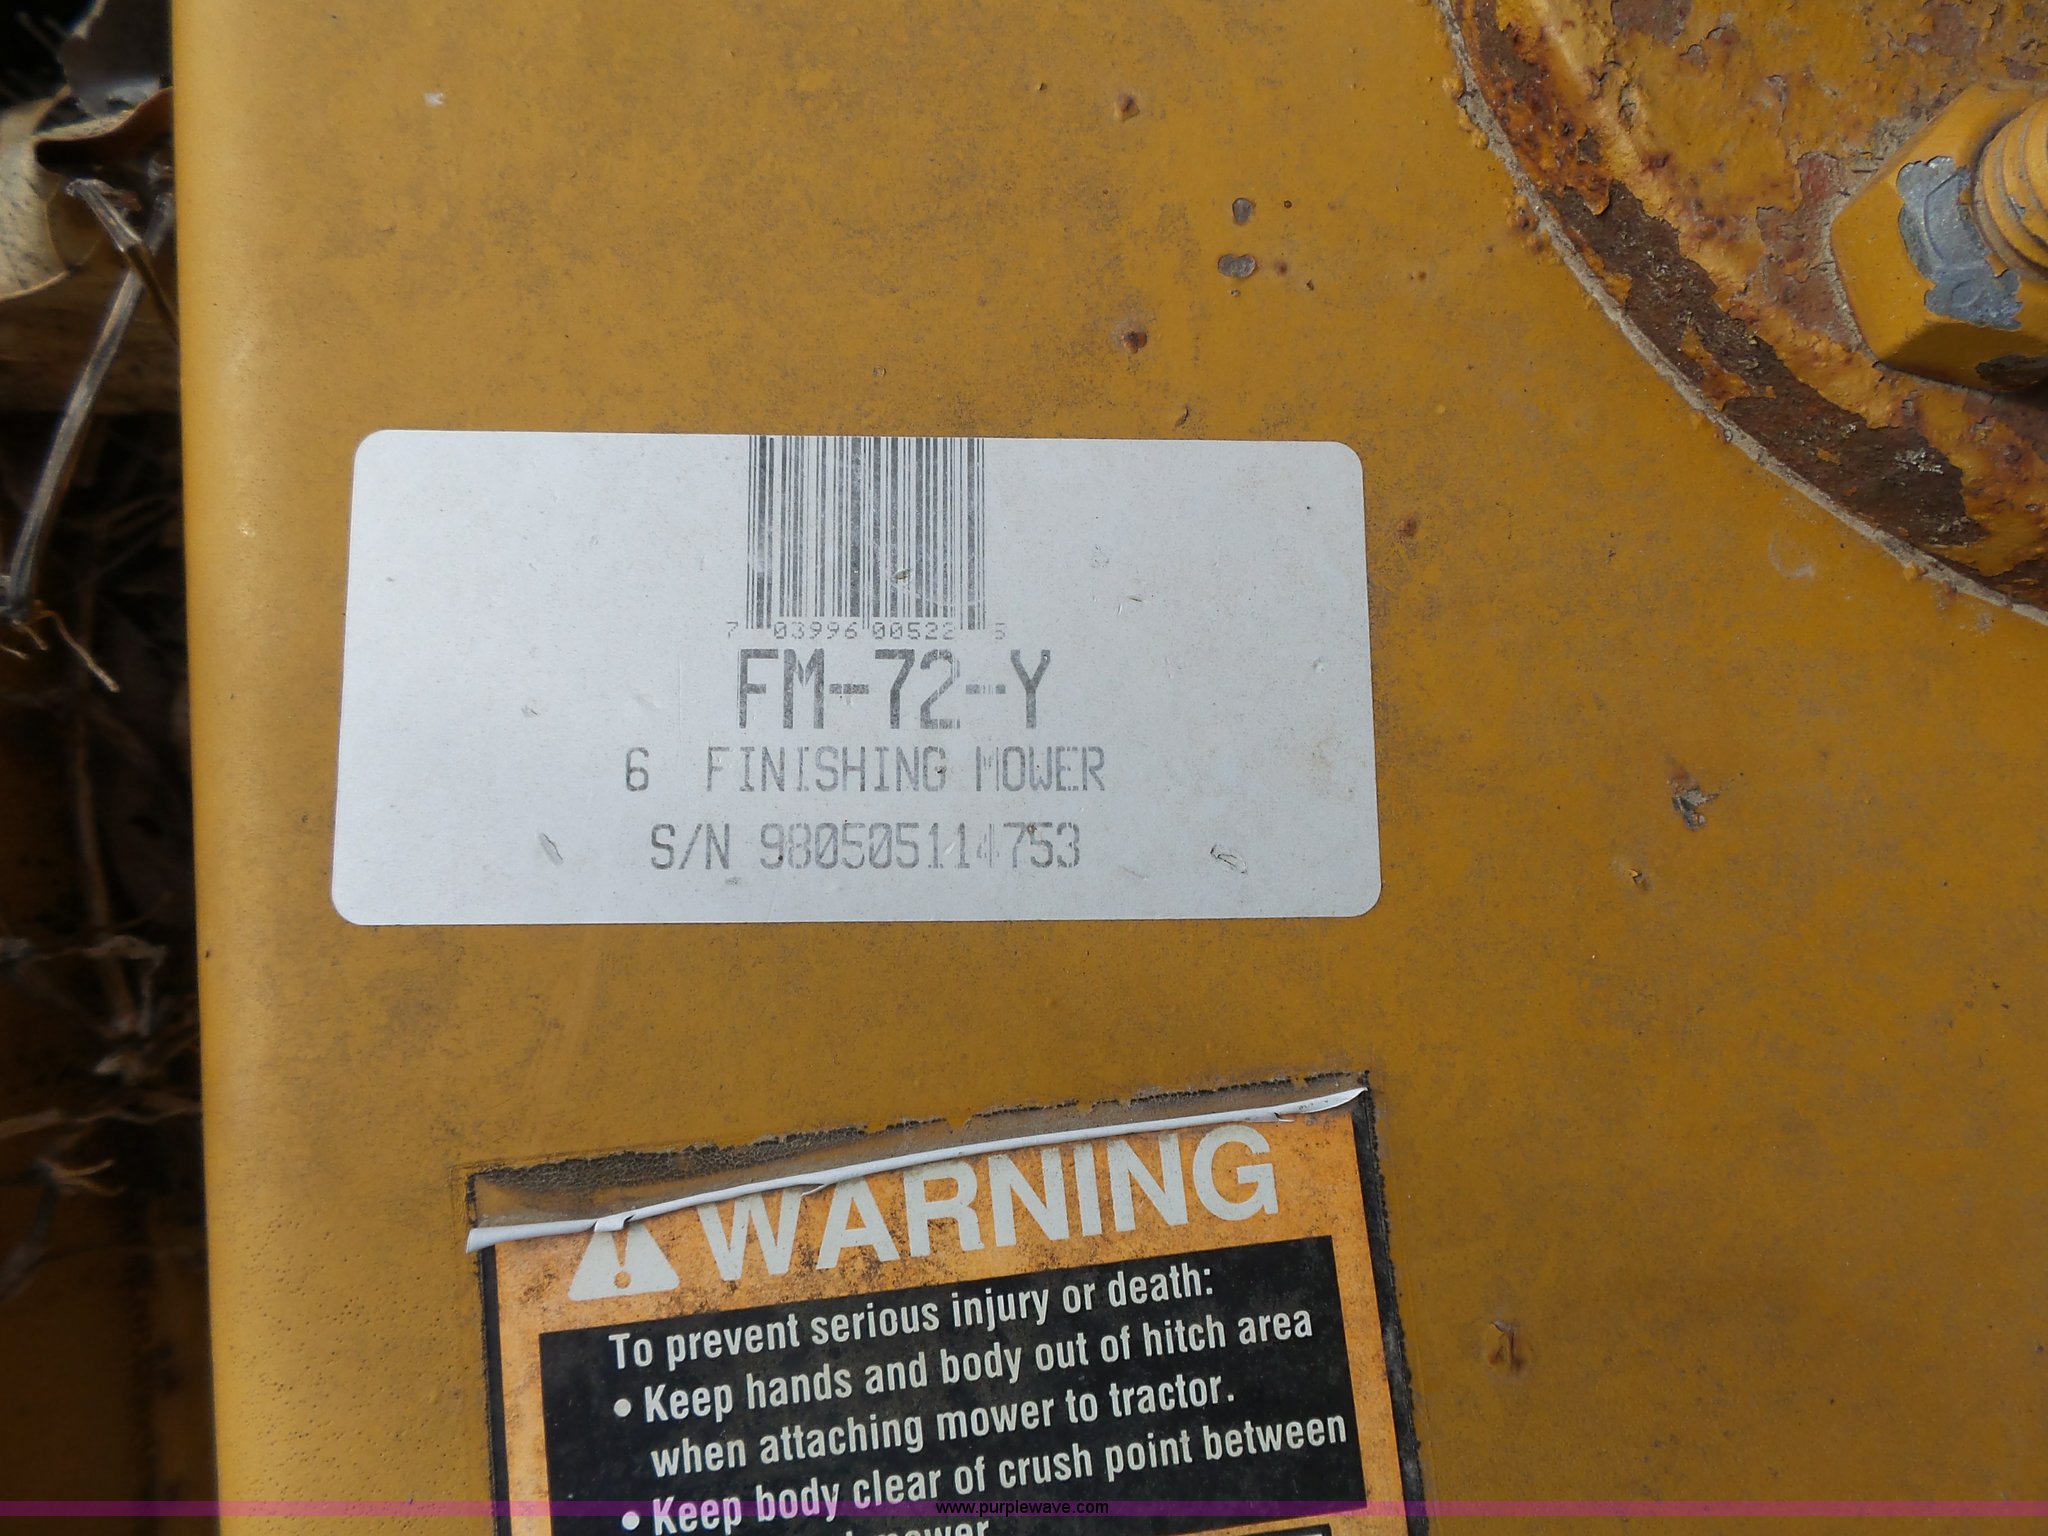 7 03996 00522 5
FM-72-Y
6 FINISHING MOWER
S/N 980505114753
WARNING
To prevent serious injury or death:
• Keep hands and body out of hitch area
when attaching mower to tractor.
• Keep body clear of crush point between
mower.
www.purplewave.com